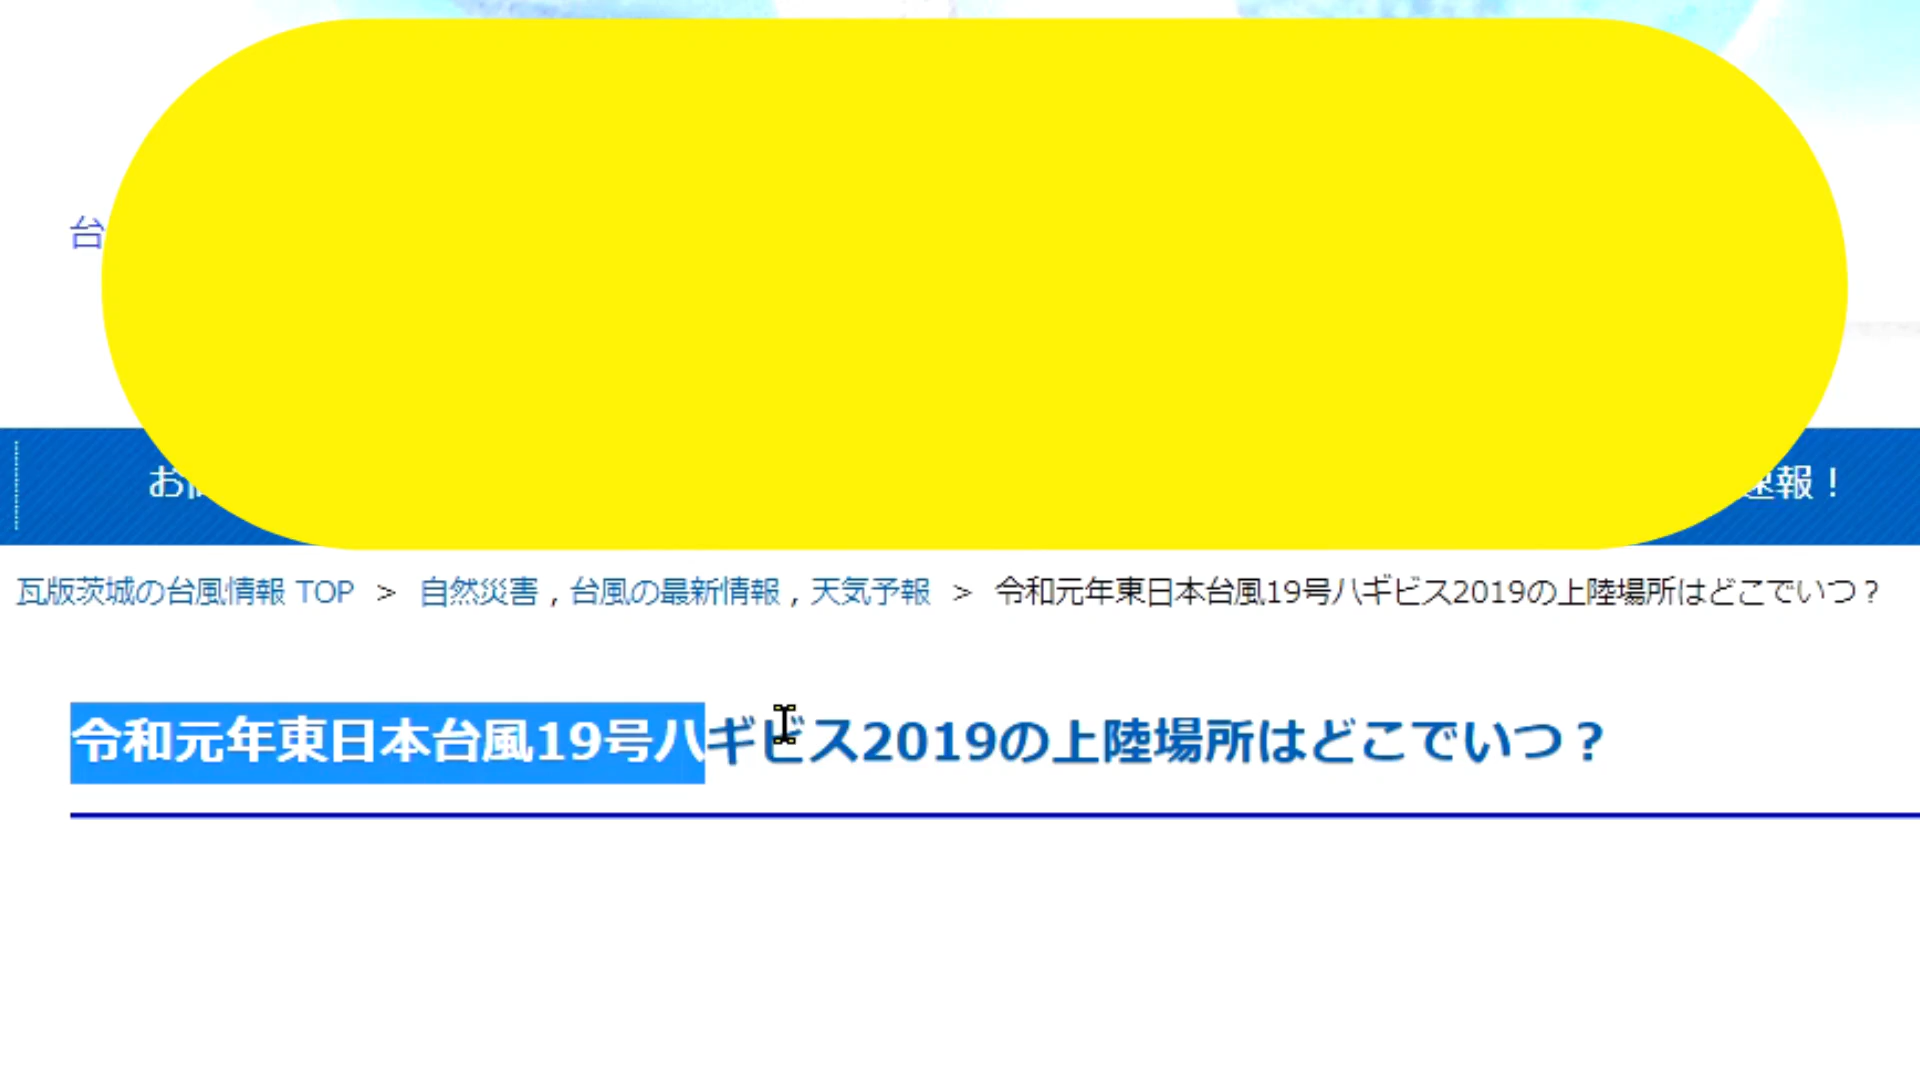 台
お
速報！
瓦版茨城の台風情報 TOP > 自然災害 , 台風の最新情報 , 天気予報 > 令和元年東日本台風19号ハギビス2019の上陸場所はどこでいつ？
令和元年東日本台風19号ハギビス2019の上陸場所はどこでいつ？